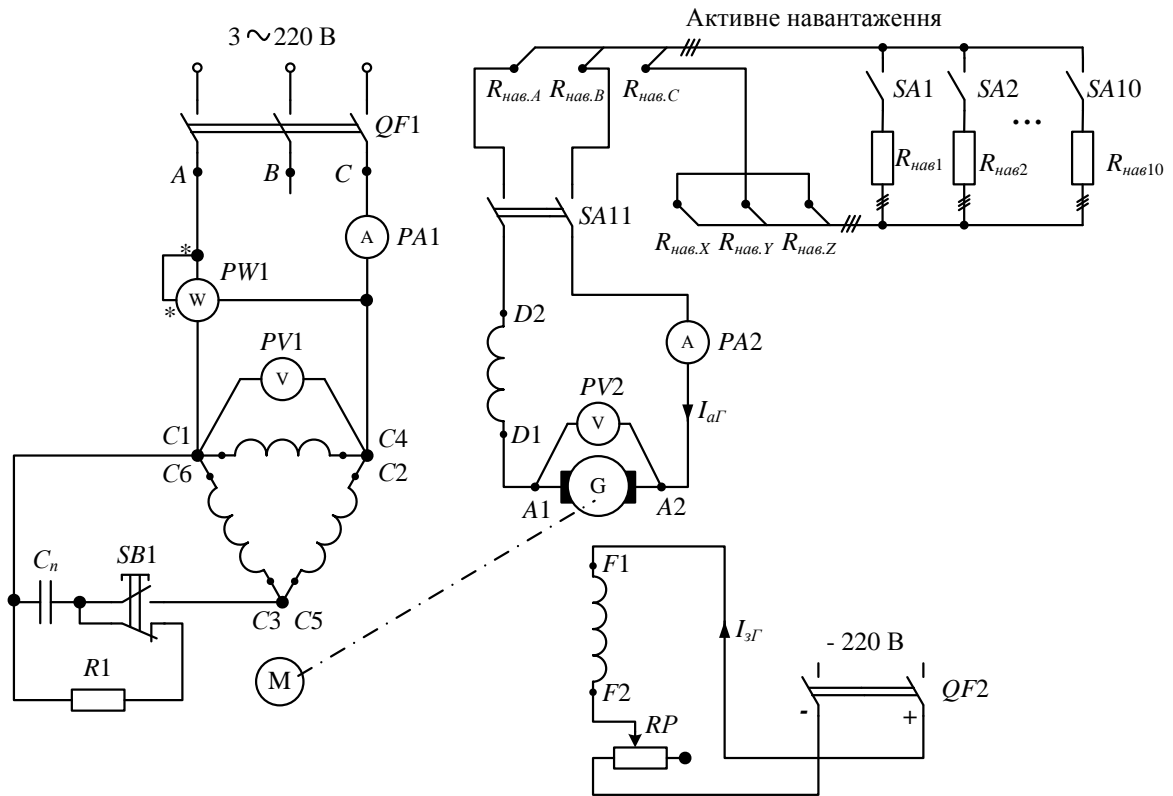 Активне навантаження
3 ~ 220 В
Rнав.A
Rнав.B
Rнав.C
SA1
SA2
SA10
...
QF1
A
B
C
Rнав1
Rнав2
Rнав10
A
PA1
SA11
Rнав.X
Rнав.Y
Rнав.Z
*
PW1
W
*
D2
PV1
V
A
PA2
PV2
V
IаГ
C1
C4
D1
C6
C2
G
A1
A2
Cп
SB1
F1
C3
C5
IзГ
- 220 В
R1
M
F2
QF2
-
+
RP